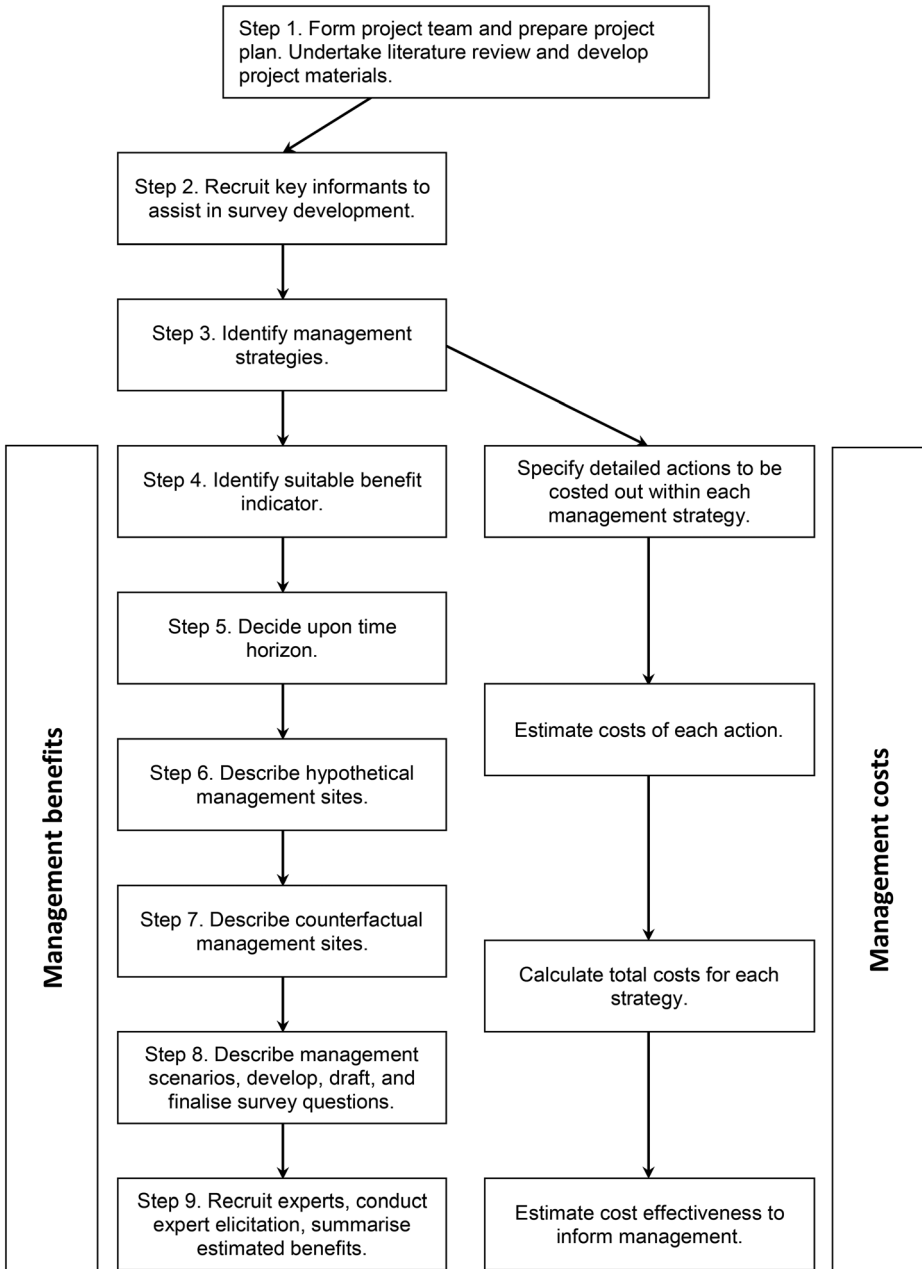 Step 1. Form project team and prepare project
plan. Undertake literature review and develop
project materials.
Step 2. Recruit key informants to
assist in survey development.
Step 3. Identify management
strategies.
Management benefits
Step 4. Identify suitable benefit
indicator.
Step 5. Decide upon time
horizon.
Step 6. Describe hypothetical
management sites.
Step 7. Describe counterfactual
management sites.
Step 8. Describe management
scenarios, develop, draft, and
finalise survey questions.
Step 9. Recruit experts, conduct
expert elicitation, summarise
estimated benefits.
Specify detailed actions to be
costed out within each
management strategy.
Estimate costs of each action.
Calculate total costs for each
strategy.
Estimate cost effectiveness to
inform management.
Management costs